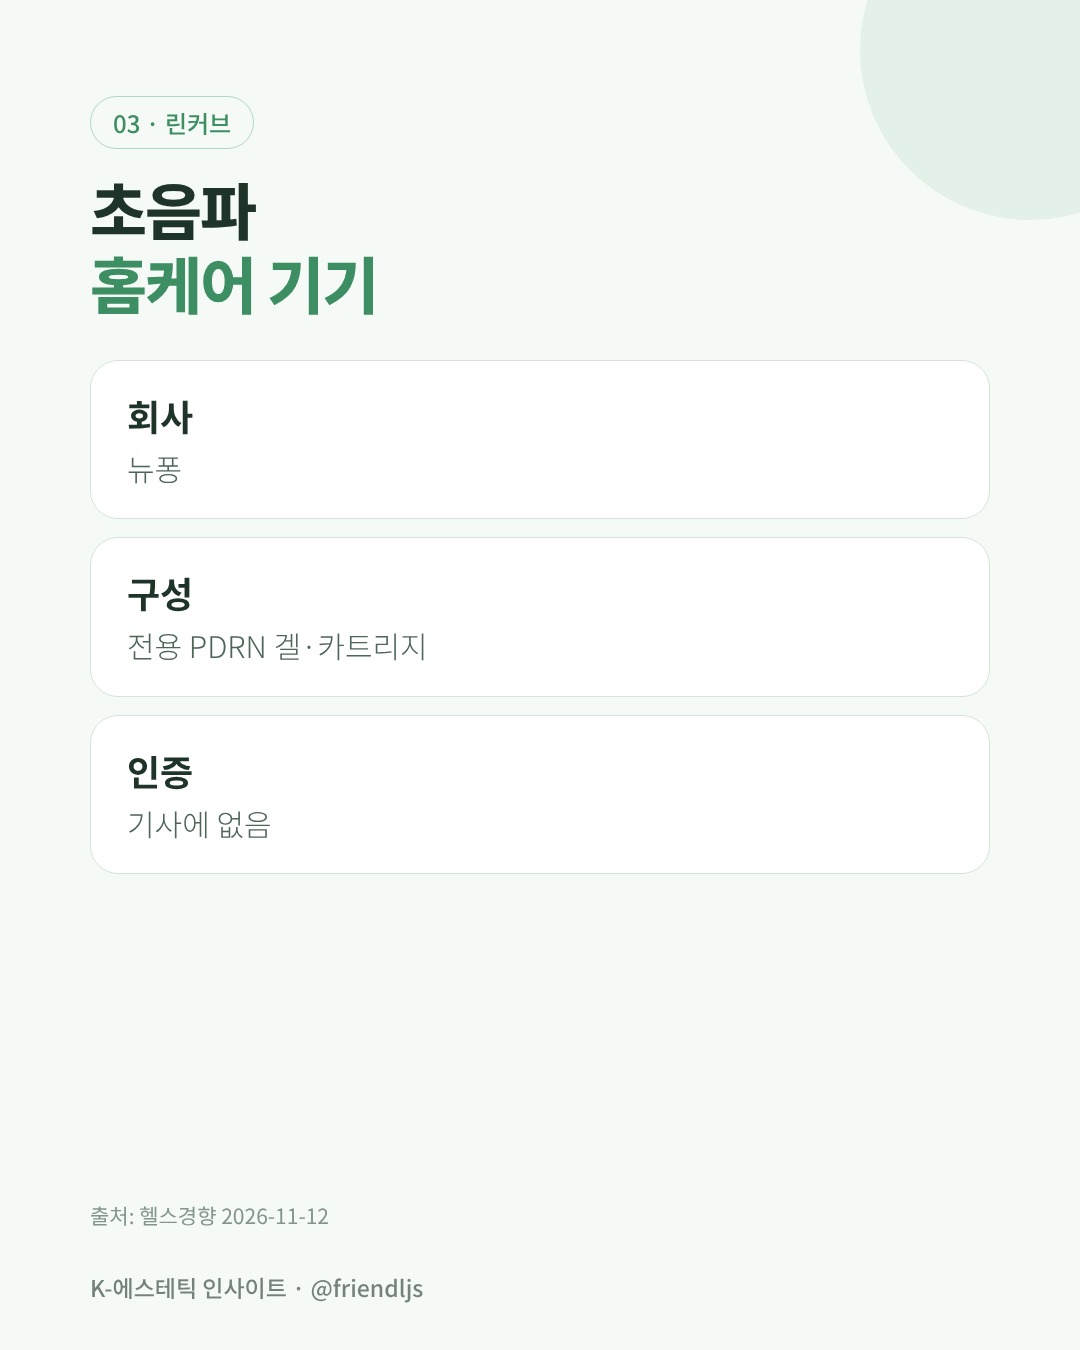 03 · 린커브
초음파
홈케어 기기
회사
뉴퐁
구성
전용 PDRN 겔·카트리지
인증
기사에 없음
출처: 헬스경향 2026-11-12
K-에스테틱 인사이트 · @friendljs